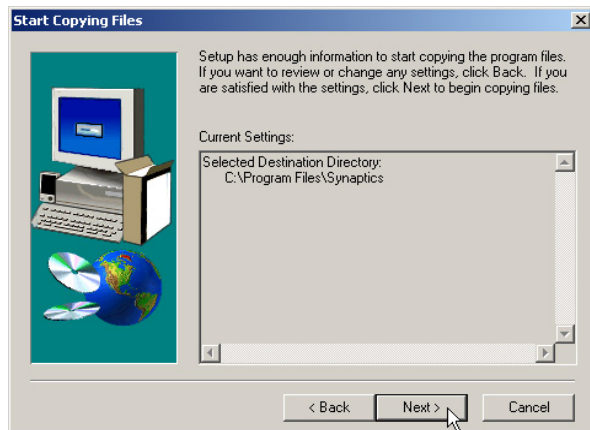 Start Copying Files
Setup has enough information to start copying the program files.
If you want to review or change any settings, click Back. If you
are satisfied with the settings, click Next to begin copying files.
Current Settings:
Selected Destination Directory:
C:\Program Files\Synaptics
< Back
Next >
Cancel